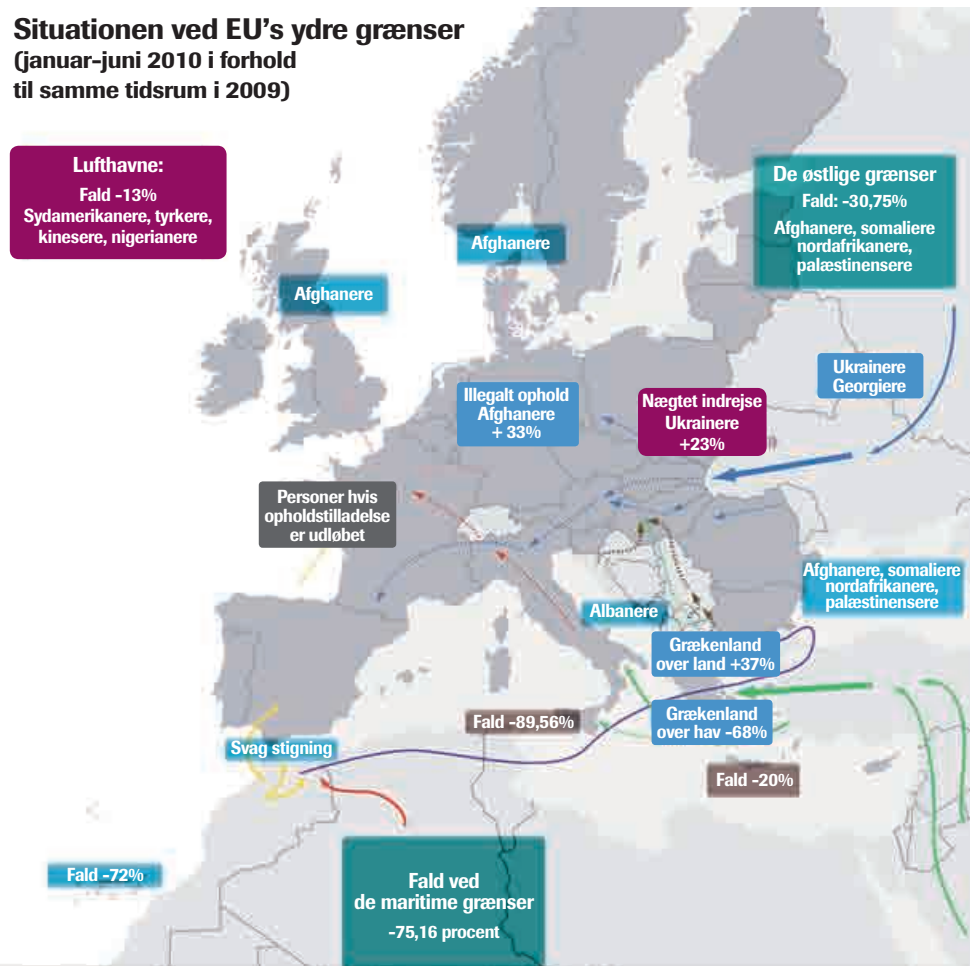 Situationen ved EU's ydre grænser
(januar-juni 2010 i forhold
til samme tidsrum i 2009)
Lufthavne:
Fald -13%
Sydamerikanere, tyrkere,
kinesere, nigerianere
De østlige grænser
Fald: -30,75%
Afghanere, somaliere
nordafrikanere,
palæstinensere
Afghanere
Afghanere
Ukrainere
Georgiere
Illegalt ophold
Afghanere
+ 33%
Nægtet indrejse
Ukrainere
+23%
Personer hvis
opholdstilladelse
er udløbet
Afghanere, somaliere
nordafrikanere,
palæstinensere
Albanere
Grækenland
over land +37%
Grækenland
over hav -68%
Fald -89,56%
Svag stigning
Fald -20%
Fald -72%
Fald ved
de maritime grænser
-75,16 procent